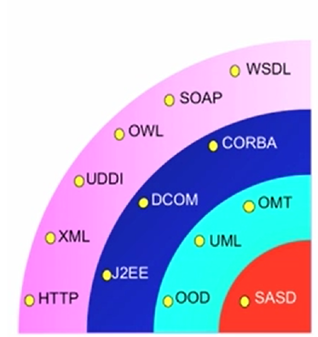 WSDL
SOAP
OWL
CORBA
UDDI
DCOM
OMT
XML
UML
J2EE
HTTP
OOD
SASD